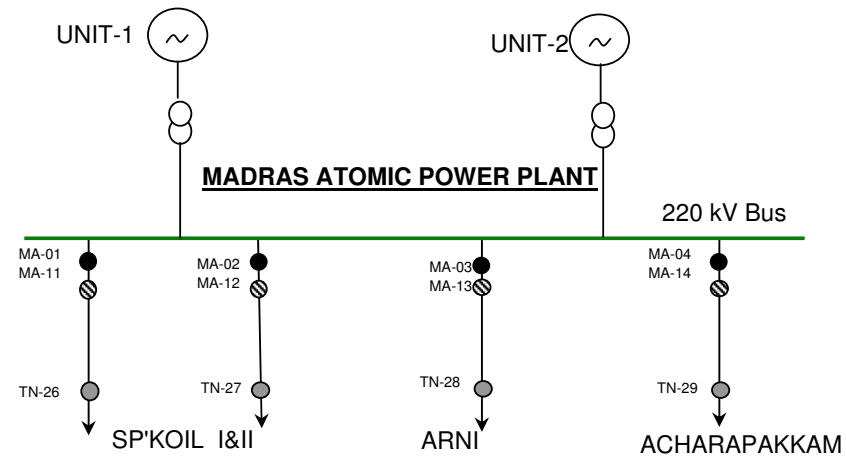 UNIT-1
UNIT-2
MADRAS ATOMIC POWER PLANT
220 kV Bus
MA-01
MA-11
MA-02
MA-12
MA-03
MA-13
MA-04
MA-14
TN-26
TN-27
TN-28
TN-29
SP'KOIL I&II
ARNI
ACHARAPAKKAM